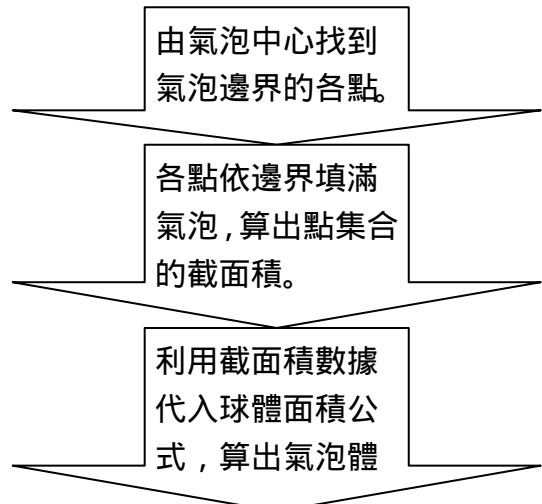 由氣泡中心找到
氣泡邊界的各點。
各點依邊界填滿
氣泡,算出點集合
的截面積。
利用截面積數據
代入球體面積公
式,算出氣泡體